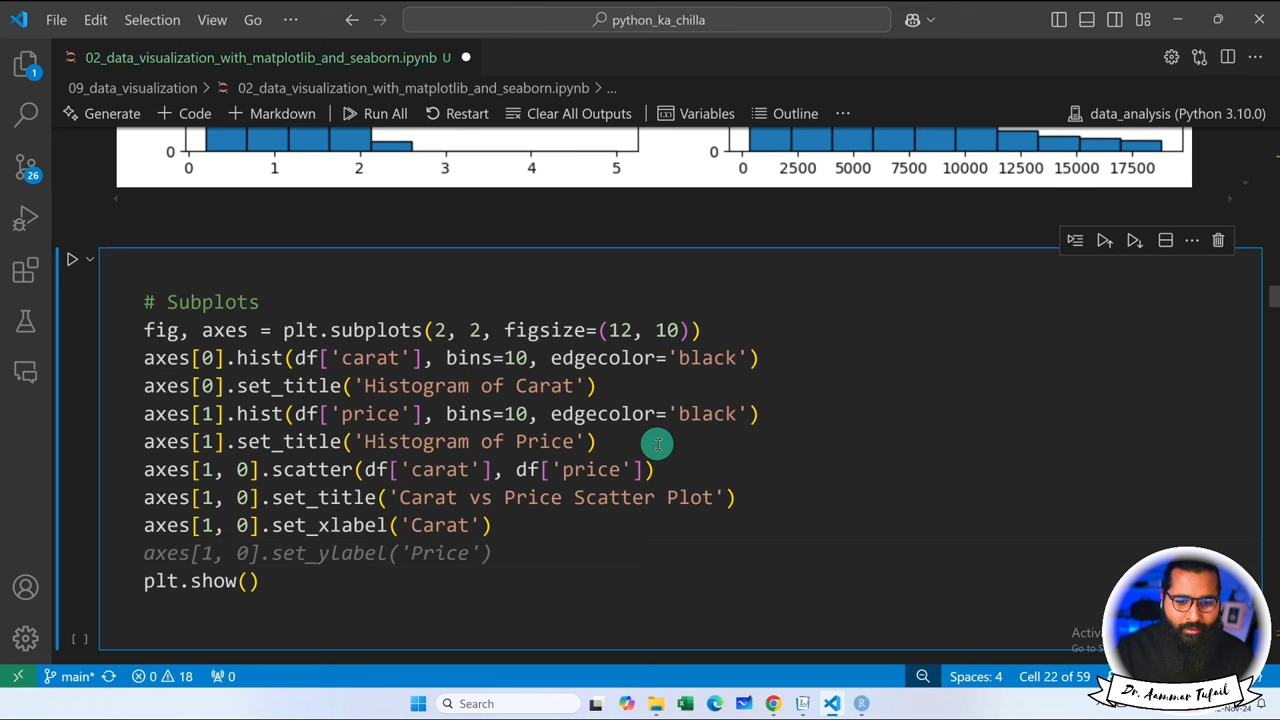 File Edit Selection View Go ··· python_ka_chilla
02_data_visualization_with_matplotlib_and_seaborn.ipynb U
09_data_visualization > 02_data_visualization_with_matplotlib_and_seaborn.ipynb > ...
Generate + Code + Markdown Run All Restart Clear All Outputs Variables Outline ··· data_analysis (Python 3.10.0)
0 0
0 1 2 3 4 5 0 2500 5000 7500 10000 12500 15000 17500
# Subplots
fig, axes = plt.subplots(2, 2, figsize=(12, 10))
axes[0].hist(df['carat'], bins=10, edgecolor='black')
axes[0].set_title('Histogram of Carat')
axes[1].hist(df['price'], bins=10, edgecolor='black')
axes[1].set_title('Histogram of Price')
axes[1, 0].scatter(df['carat'], df['price'])
axes[1, 0].set_title('Carat vs Price Scatter Plot')
axes[1, 0].set_xlabel('Carat')
axes[1, 0].set_ylabel('Price')
plt.show()
[ ]
1
26
main* 0 18 0 Spaces: 4 Cell 22 of 59
Dr. Aammar Tufail
Search